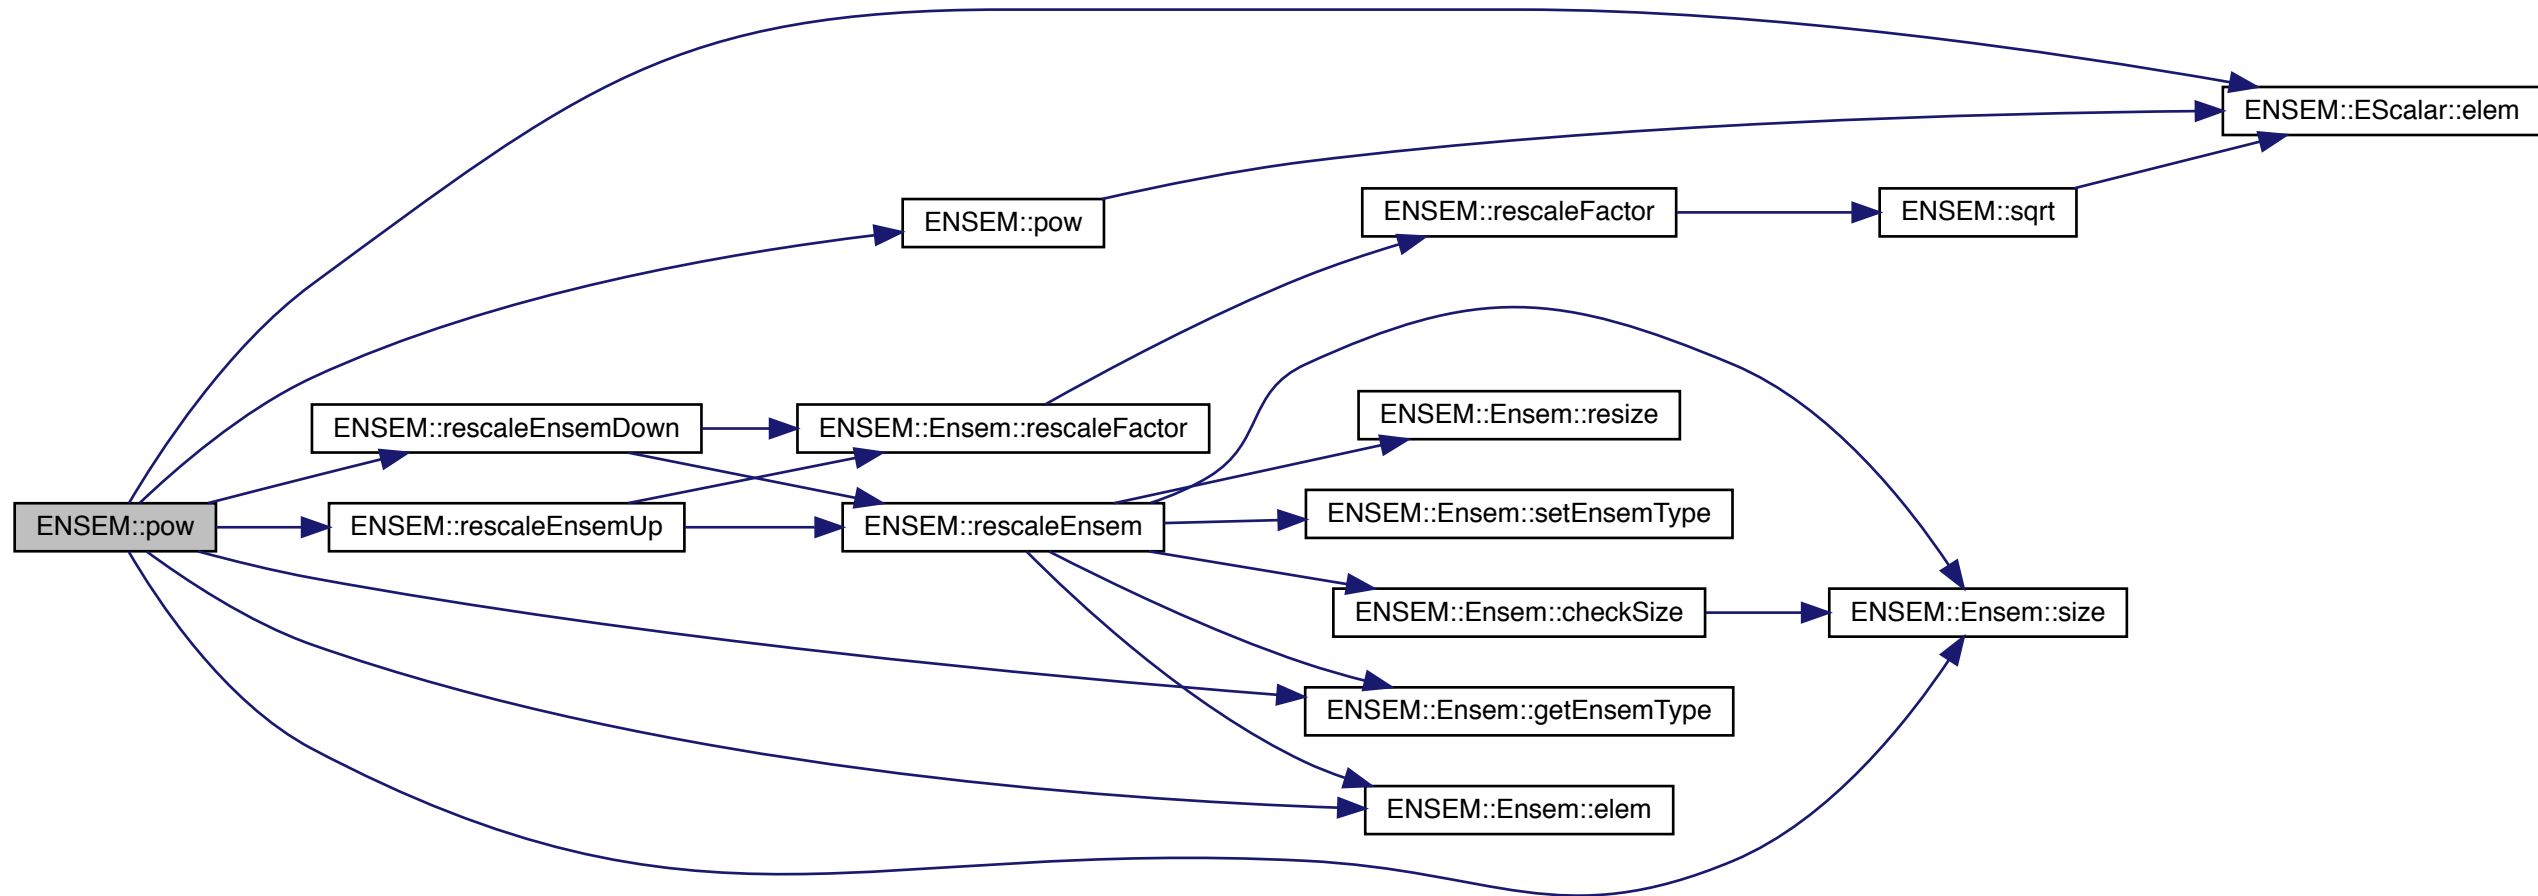 ENSEM::EScalar::elem
ENSEM::pow
ENSEM::rescaleFactor
ENSEM::sqrt
ENSEM::rescaleEnsemDown
ENSEM::Ensem::rescaleFactor
ENSEM::Ensem::resize
ENSEM::pow
ENSEM::rescaleEnsemUp
ENSEM::rescaleEnsem
ENSEM::Ensem::setEnsemType
ENSEM::Ensem::checkSize
ENSEM::Ensem::size
ENSEM::Ensem::getEnsemType
ENSEM::Ensem::elem